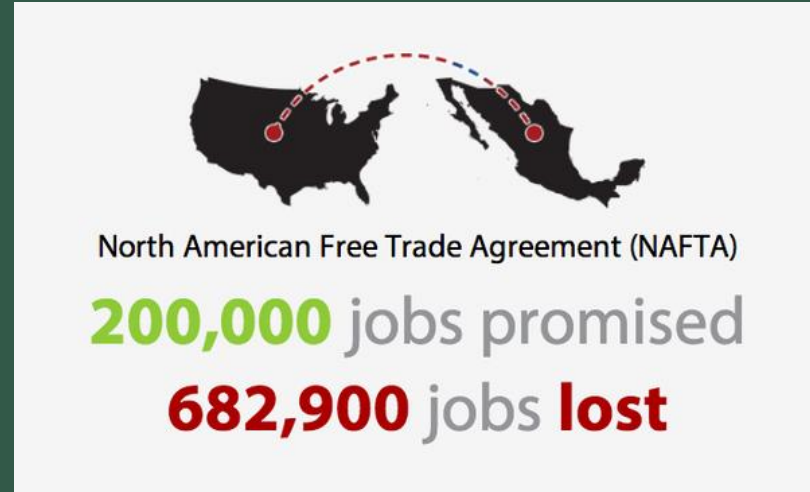 North American Free Trade Agreement (NAFTA)
200,000 jobs promised
682,900 jobs lost